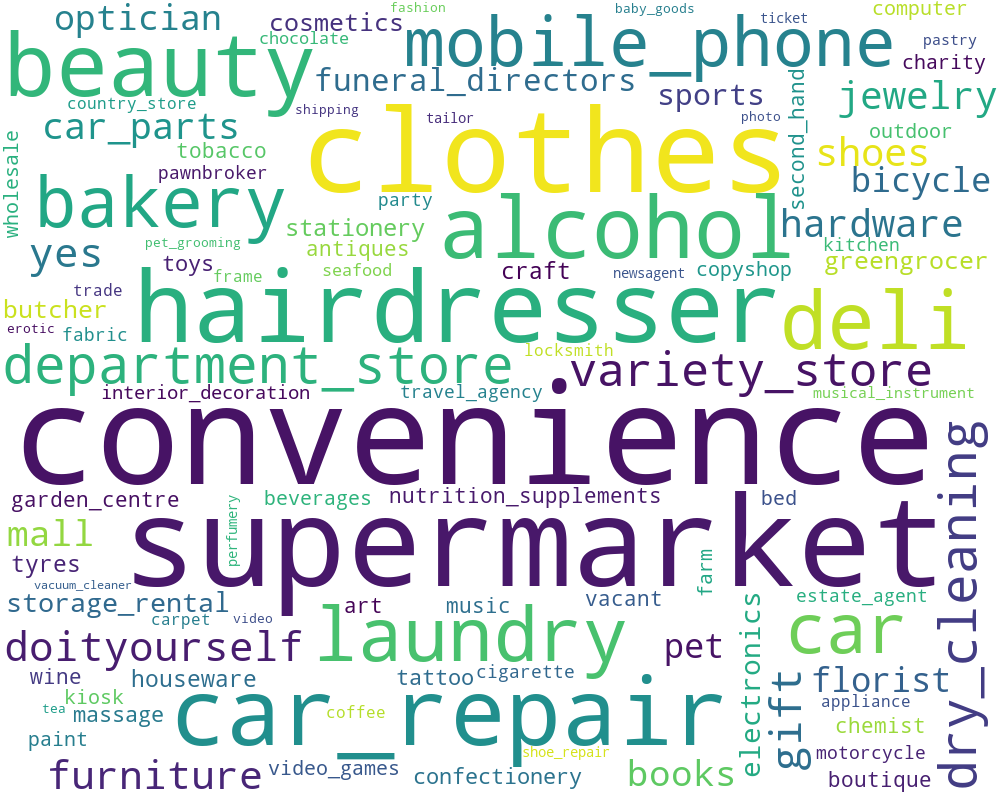 fashion
baby_goods
ticket
computer
optician
cosmetics
beauty
chocolate
mobile_phone
pastry
charity
funeral_directors
sports
jewelry
country_store
shipping
tailor
photo
second_hand
car_parts
clothes
outdoor
shoes
wholesale
tobacco
pawnbroker
bicycle
bakery
party
alcohol
hardware
stationery
yes
pet_grooming
antiques
kitchen
toys
frame
seafood
craft
newsagent
copyshop
greengrocer
trade
butcher
hairdresser
deli
erotic
fabric
department_store
locksmith
variety_store
interior_decoration
travel_agency
musical_instrument
convenience
dry_cleaning
garden_centre
beverages
nutrition_supplements
bed
perfumery
supermarket
mall
tyres
farm
vacuum_cleaner
storage_rental
art
music
vacant
estate_agent
carpet
video
electronics
doityourself
laundry
pet
car
wine
houseware
tattoo
cigarette
gift
florist
kiosk
tea
massage
car_repair
coffee
appliance
chemist
paint
shoe_repair
motorcycle
furniture
video_games
confectionery
books
boutique